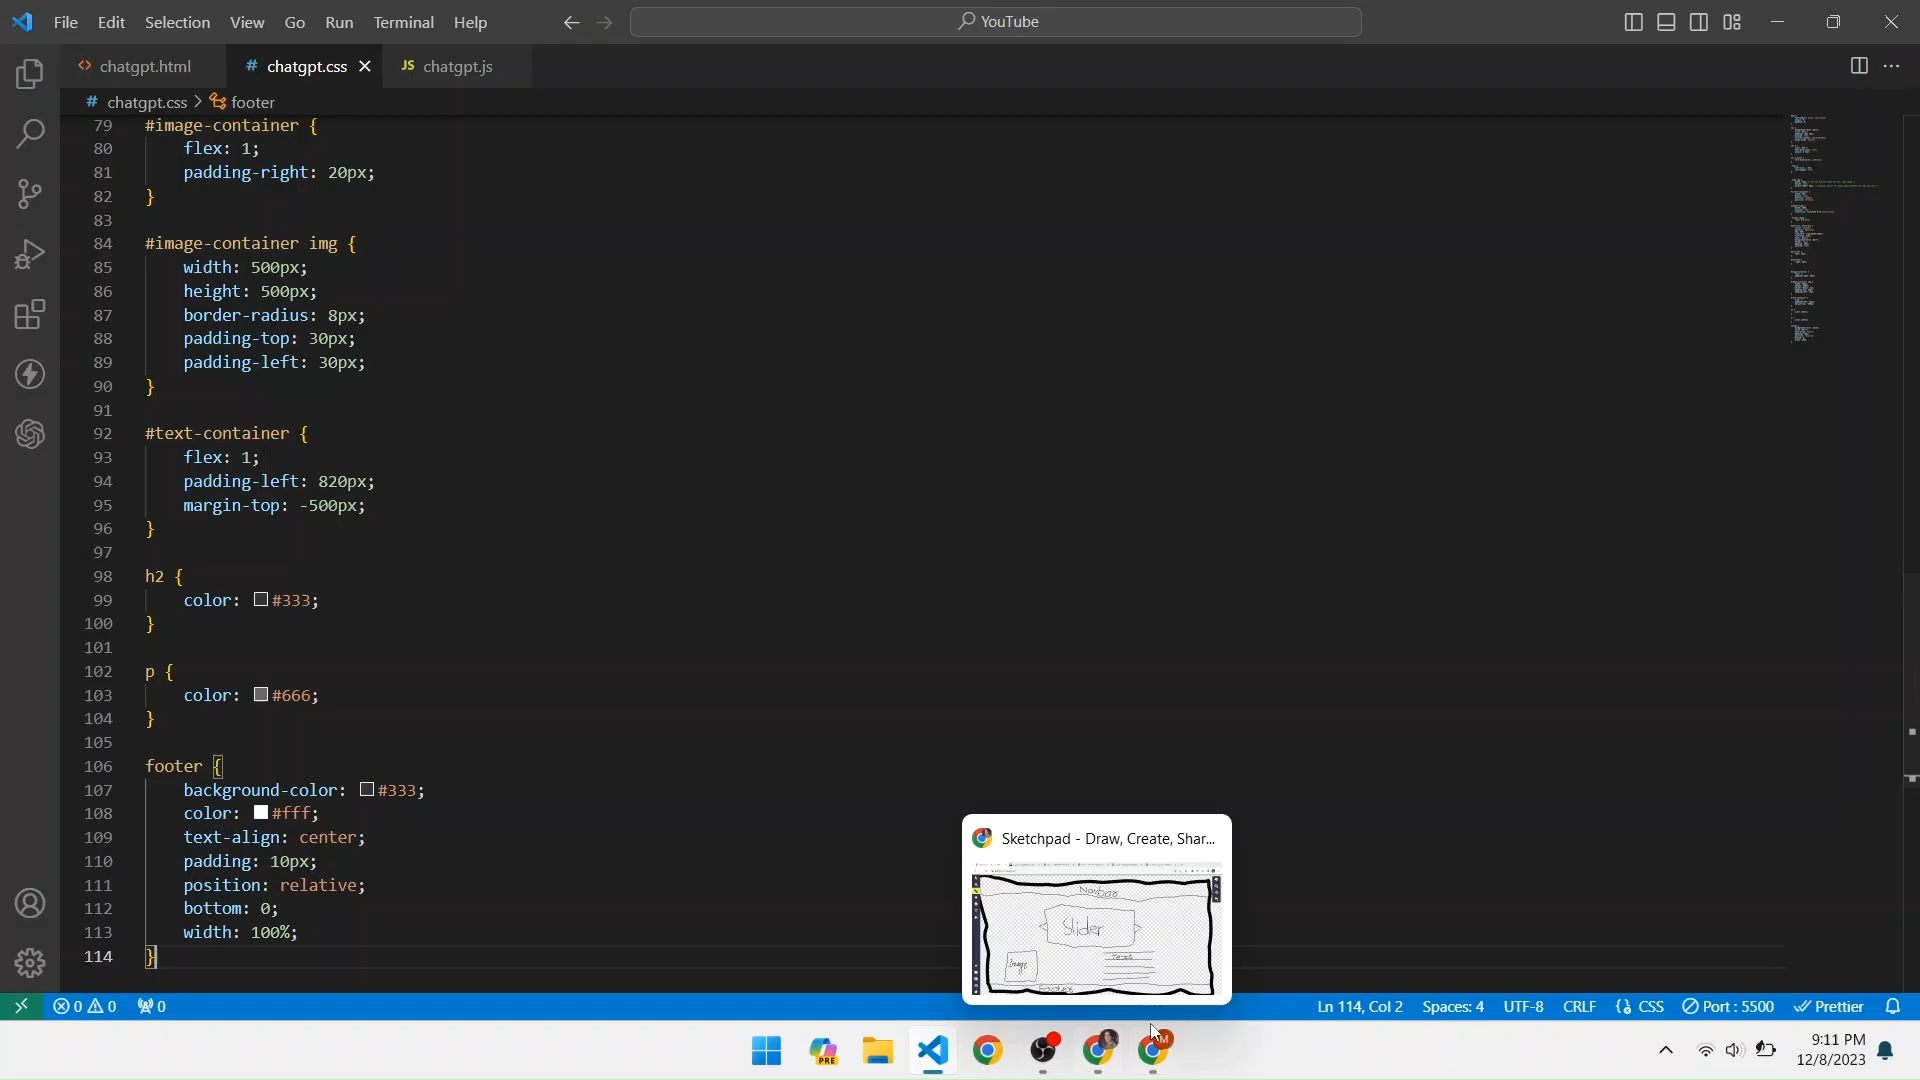 File Edit Selection View Go Run Terminal Help
YouTube
<> chatgpt.html
# chatgpt.css
JS chatgpt.js
# chatgpt.css > footer
79 #image-container {
80 flex: 1;
81 padding-right: 20px;
82 }
83
84 #image-container img {
85 width: 500px;
86 height: 500px;
87 border-radius: 8px;
88 padding-top: 30px;
89 padding-left: 30px;
90 }
91
92 #text-container {
93 flex: 1;
94 padding-left: 820px;
95 margin-top: -500px;
96 }
97
98 h2 {
99 color: #333;
100 }
101
102 p {
103 color: #666;
104 }
105
106 footer {
107 background-color: #333;
108 color: #fff;
109 text-align: center;
110 padding: 10px;
111 position: relative;
112 bottom: 0;
113 width: 100%;
114 }
Sketchpad - Draw, Create, Shar...
Navbar
Slider
Image
Text
Footer
0 0 0
Ln 114, Col 2 Spaces: 4 UTF-8 CRLF {} CSS Port : 5500 Prettier
PRE
M
9:11 PM
12/8/2023